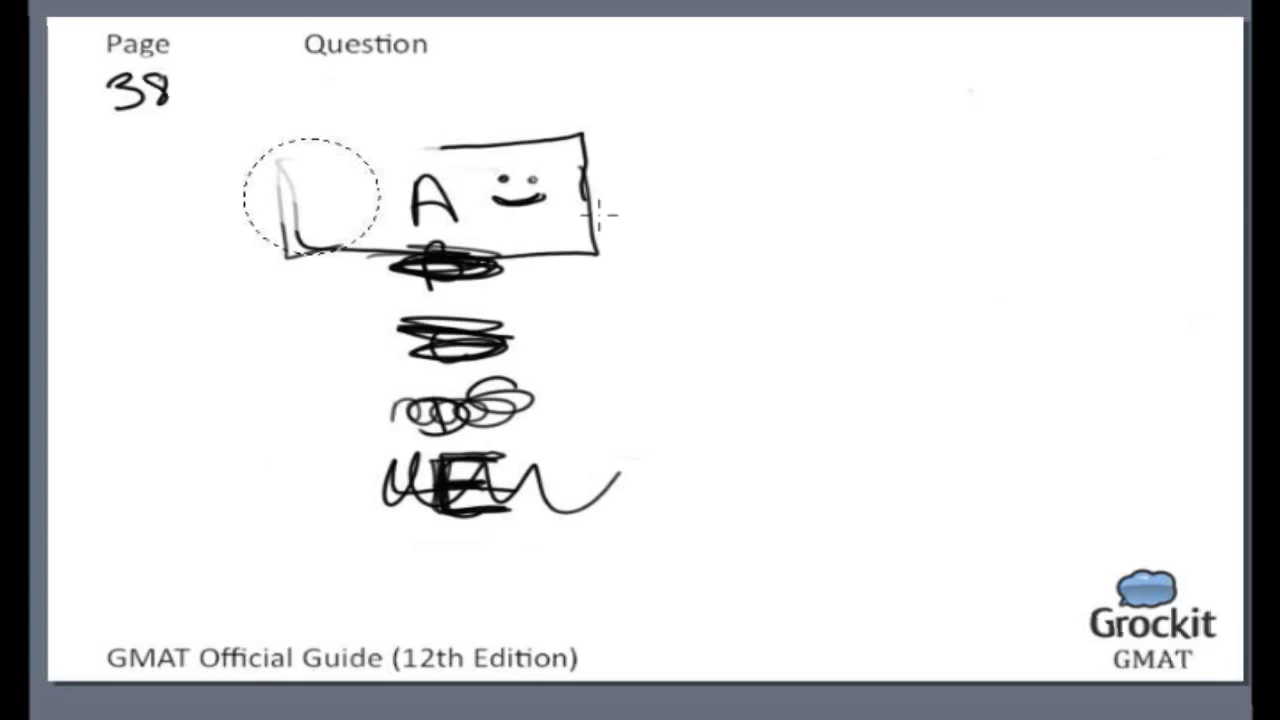 Page Question
38
A
E
GMAT Official Guide (12th Edition)
Grockit
GMAT